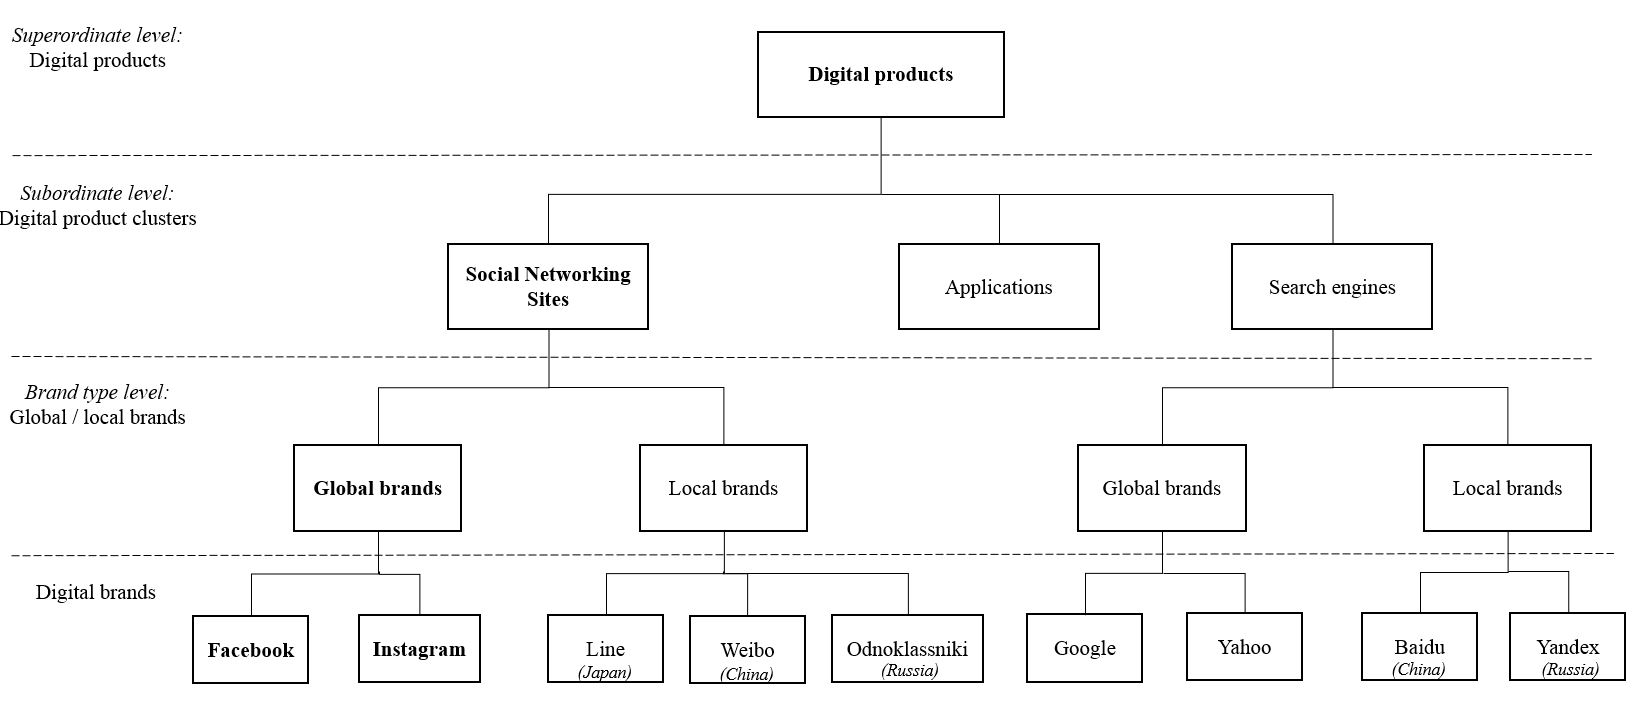 Superordinate level:
Digital products
Digital products
Subordinate level:
Digital product clusters
Social Networking
Sites
Applications
Search engines
Brand type level:
Global / local brands
Global brands
Local brands
Global brands
Local brands
Digital brands
Facebook
Instagram
Line
(Japan)
Weibo
(China)
Odnoklassniki
(Russia)
Google
Yahoo
Baidu
(China)
Yandex
(Russia)